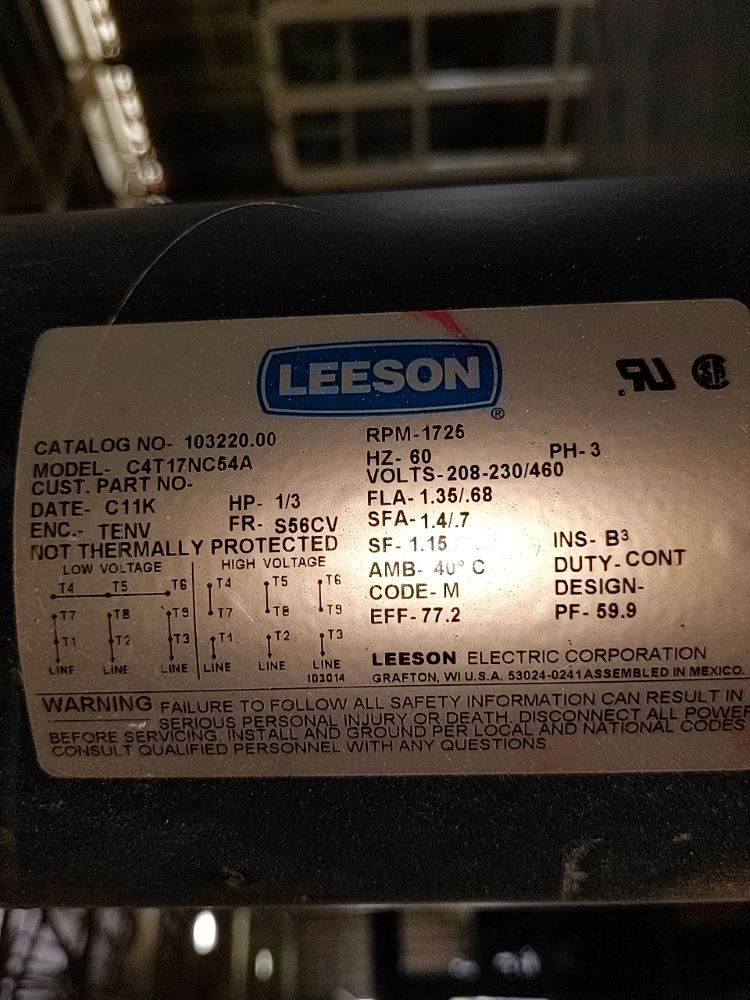 LEESON
®
CATALOG NO- 103220.00
MODEL- C4T17NC54A
CUST. PART NO-
DATE- C11K HP- 1/3
ENC.- TENV FR- S56CV
NOT THERMALLY PROTECTED
RPM-1725
HZ- 60 PH- 3
VOLTS-208-230/460
FLA- 1.35/.68
SFA- 1.4/.7
SF- 1.15 INS- B³
AMB- 40° C DUTY- CONT
CODE- M DESIGN-
EFF- 77.2 PF- 59.9
LOW VOLTAGE HIGH VOLTAGE
T4 T5 T6 T4 T5 T6
T7 T8 T9 T7 T8 T9
T1 T2 T3 T1 T2 T3
LINE LINE LINE LINE LINE LINE
103014
LEESON ELECTRIC CORPORATION
GRAFTON, WI U.S.A. 53024-0241 ASSEMBLED IN MEXICO.
WARNING FAILURE TO FOLLOW ALL SAFETY INFORMATION CAN RESULT IN
SERIOUS PERSONAL INJURY OR DEATH. DISCONNECT ALL POWER
BEFORE SERVICING. INSTALL AND GROUND PER LOCAL AND NATIONAL CODES
CONSULT QUALIFIED PERSONNEL WITH ANY QUESTIONS